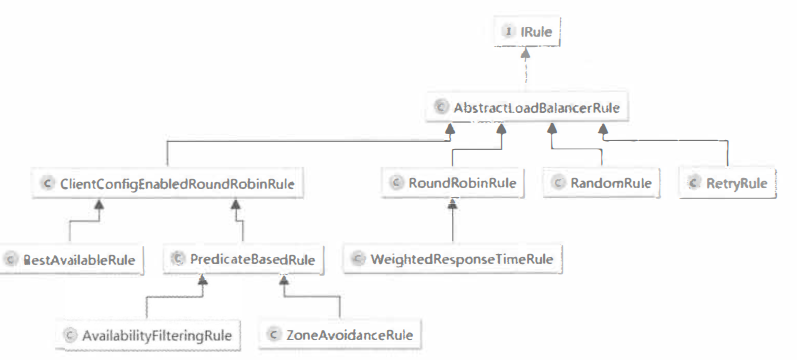 I IRule
C AbstractLoadBalancerRule
C ClientConfigEnabledRoundRobinRule
C RoundRobinRule
C RandomRule
C RetryRule
C BestAvailableRule
C PredicateBasedRule
C WeightedResponseTimeRule
C AvailabilityFilteringRule
C ZoneAvoidanceRule